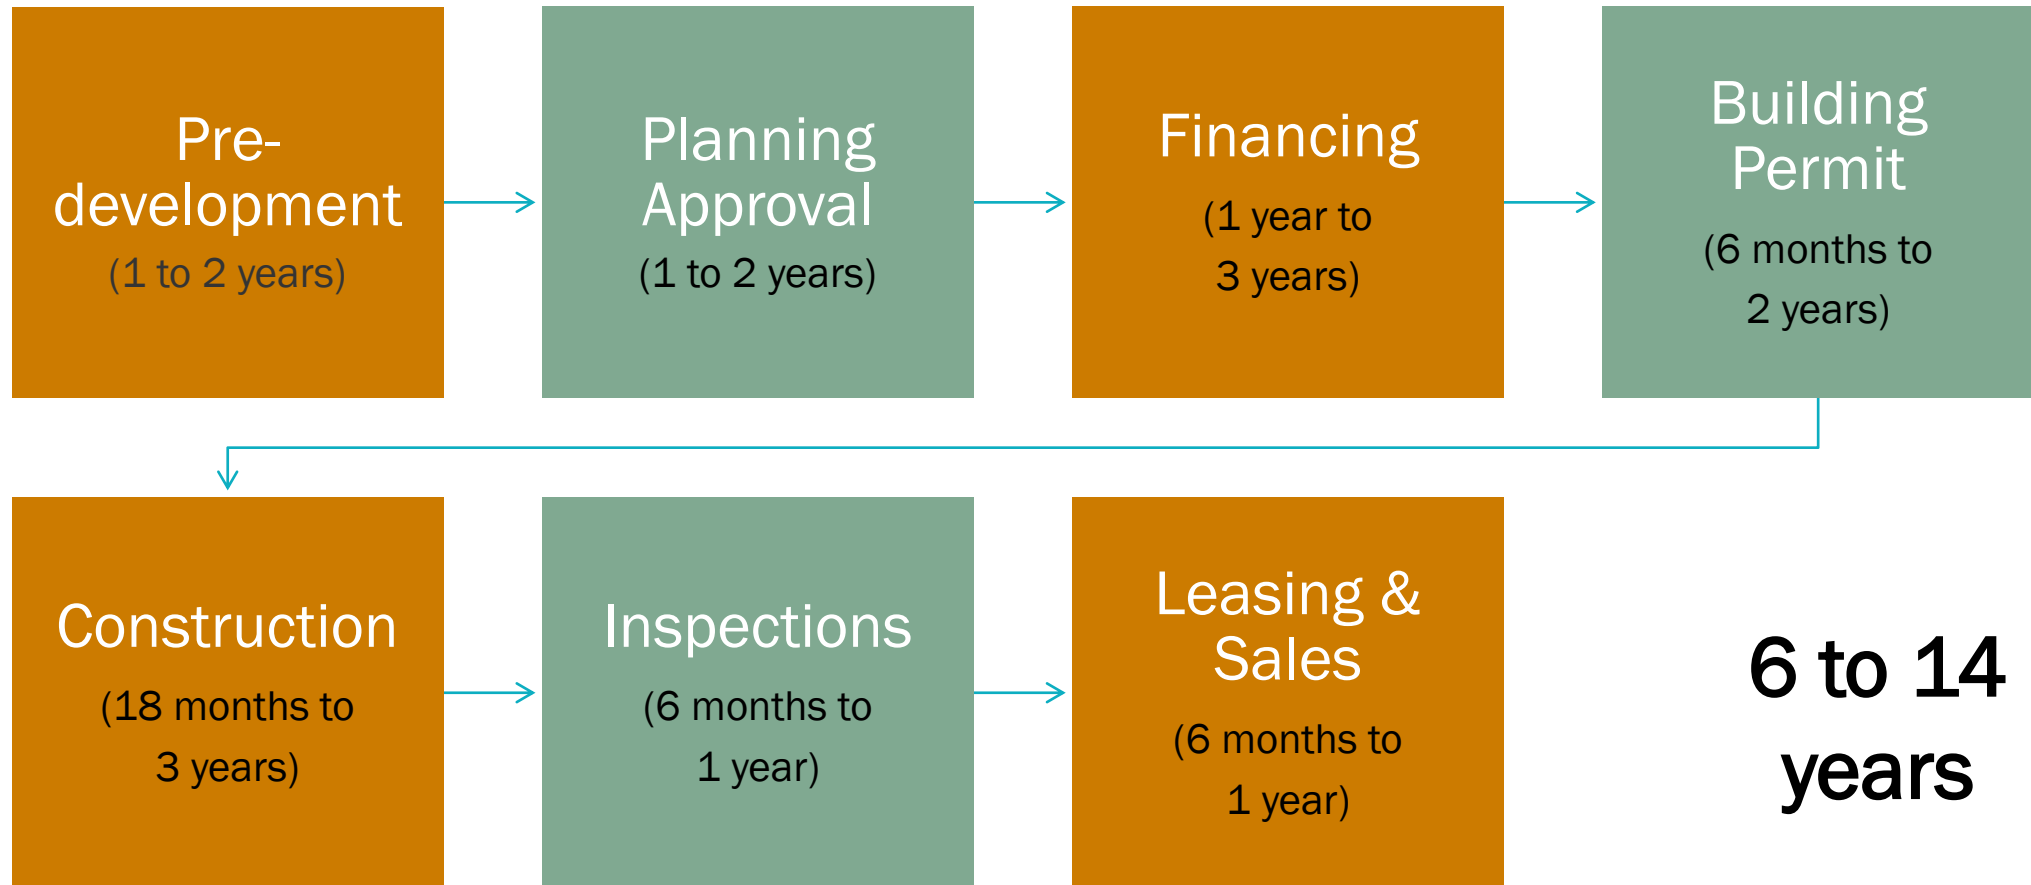 Pre-
development
(1 to 2 years)
Planning
Approval
(1 to 2 years)
Financing
(1 year to
3 years)
Building
Permit
(6 months to
2 years)
Construction
(18 months to
3 years)
Inspections
(6 months to
1 year)
Leasing &
Sales
(6 months to
1 year)
6 to 14
years